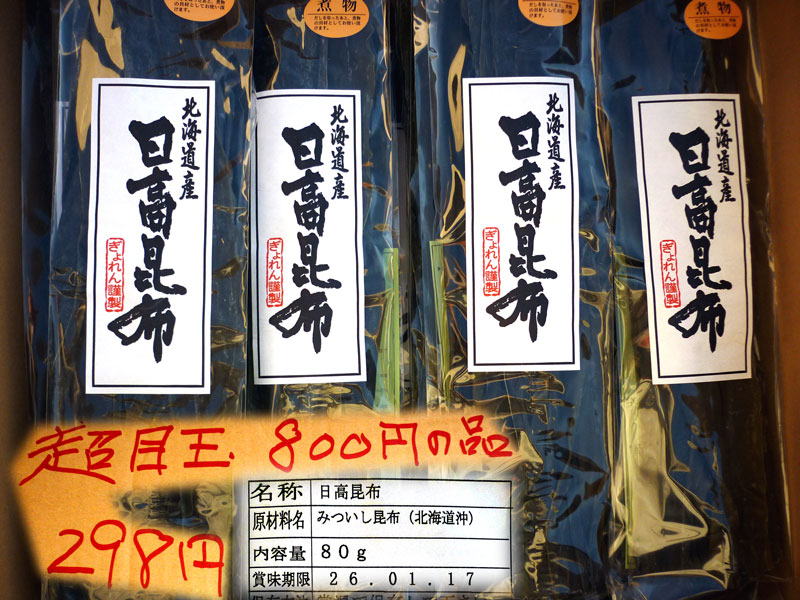 煮物
煮物
北海道産
日高昆布
ぎょれん謹製
北海道産
日高昆布
ぎょれん謹製
北海道産
日高昆布
ぎょれん謹製
北海道産
日高昆布
ぎょれん謹製
超目玉 800円の品
298円
名称 日高昆布
原材料名 みついし昆布（北海道沖）
内容量 80g
賞味期限 26.01.17